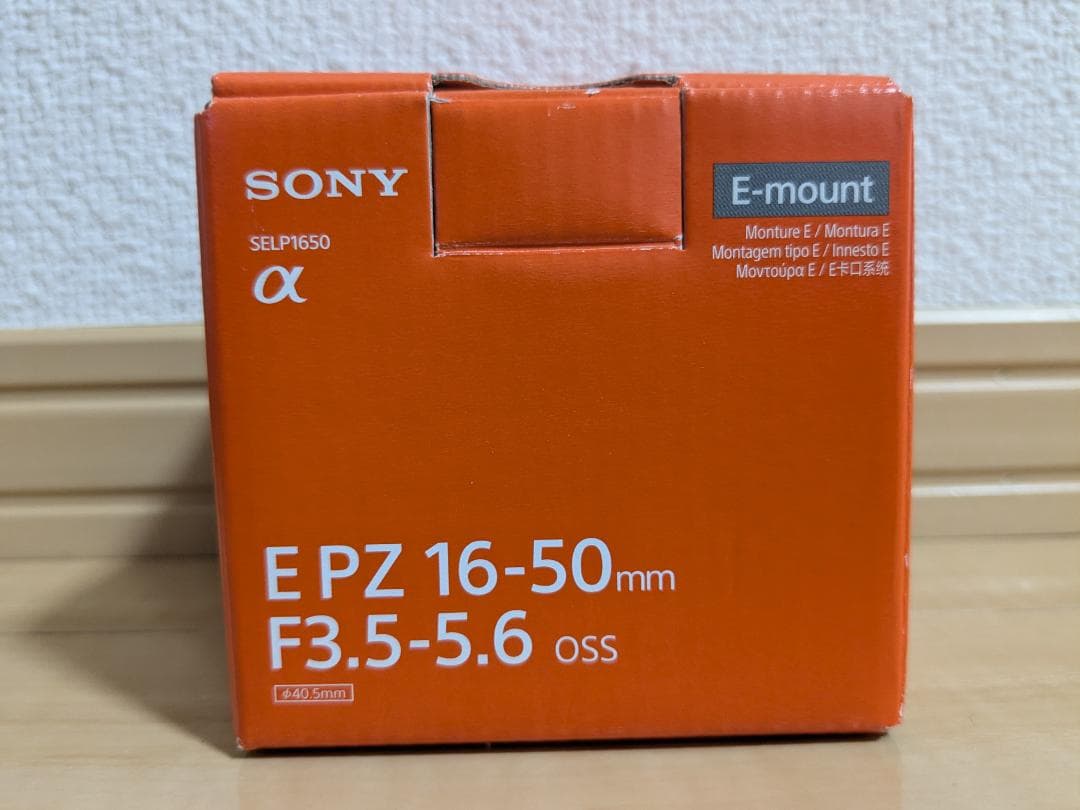 SONY
SELP1650
α
E-mount
Monture E / Montura E
Montagem tipo E / Innesto E
Μοντούρα E / E卡口系统
E PZ 16-50mm
F3.5-5.6 OSS
φ40.5mm